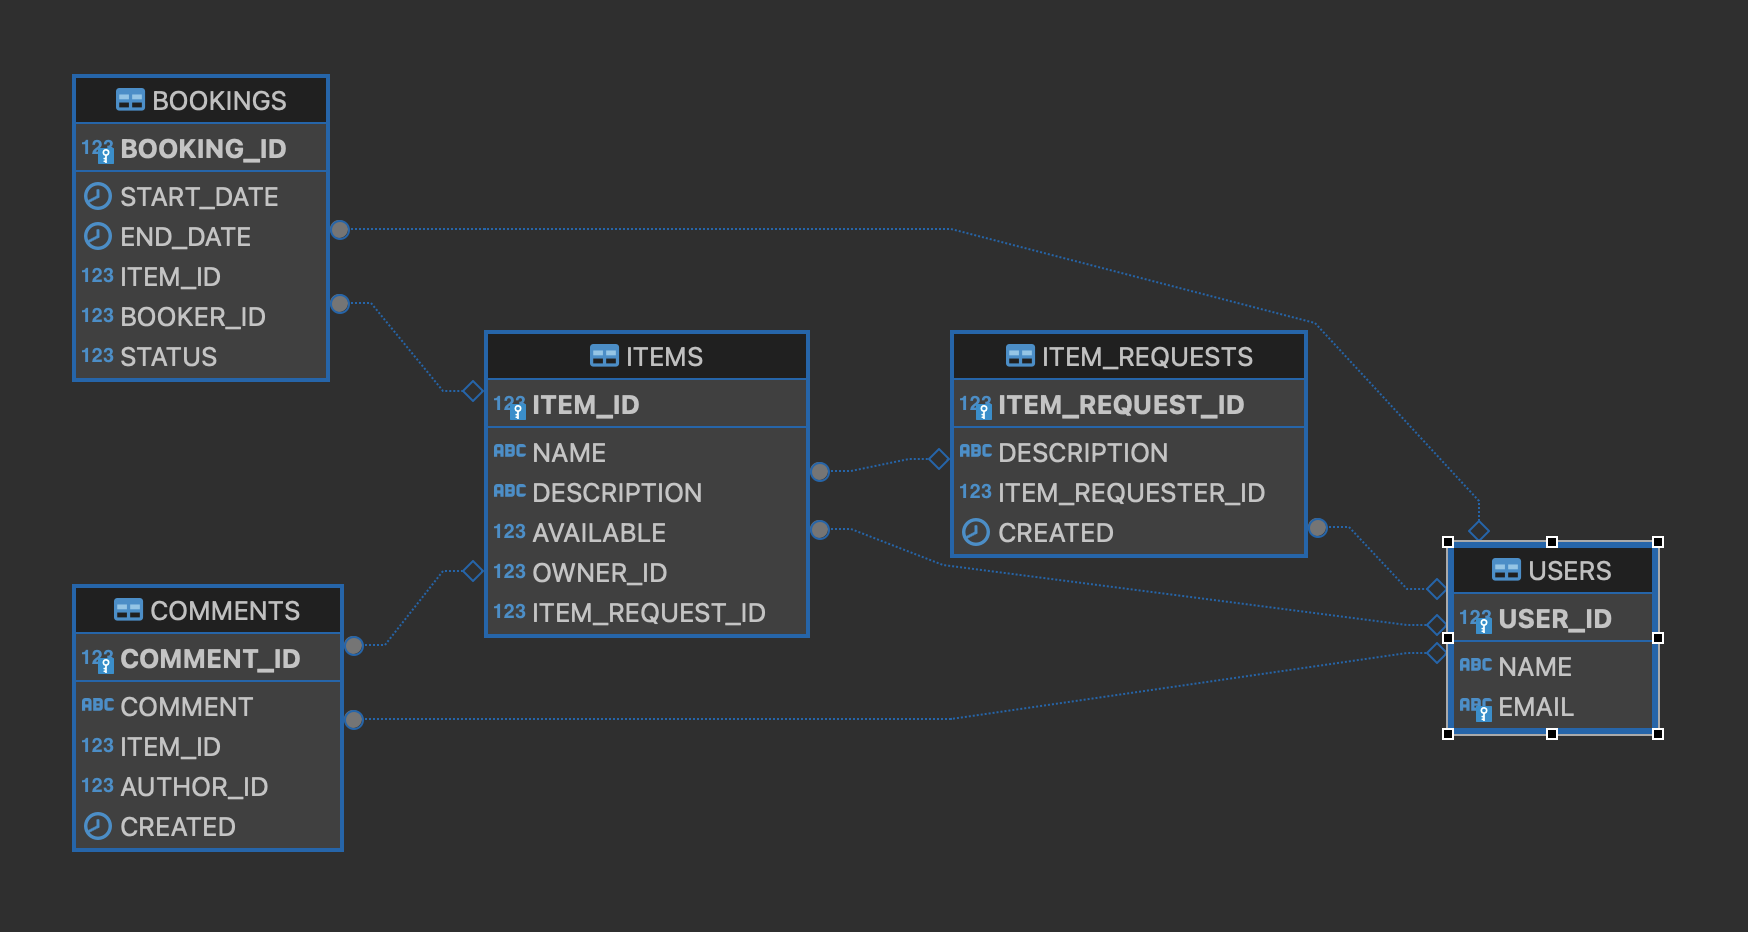 BOOKINGS
123 BOOKING_ID
START_DATE
END_DATE
123 ITEM_ID
123 BOOKER_ID
123 STATUS
ITEMS
123 ITEM_ID
ABC NAME
ABC DESCRIPTION
123 AVAILABLE
123 OWNER_ID
123 ITEM_REQUEST_ID
ITEM_REQUESTS
123 ITEM_REQUEST_ID
ABC DESCRIPTION
123 ITEM_REQUESTER_ID
CREATED
COMMENTS
123 COMMENT_ID
ABC COMMENT
123 ITEM_ID
123 AUTHOR_ID
CREATED
USERS
123 USER_ID
ABC NAME
ABC EMAIL